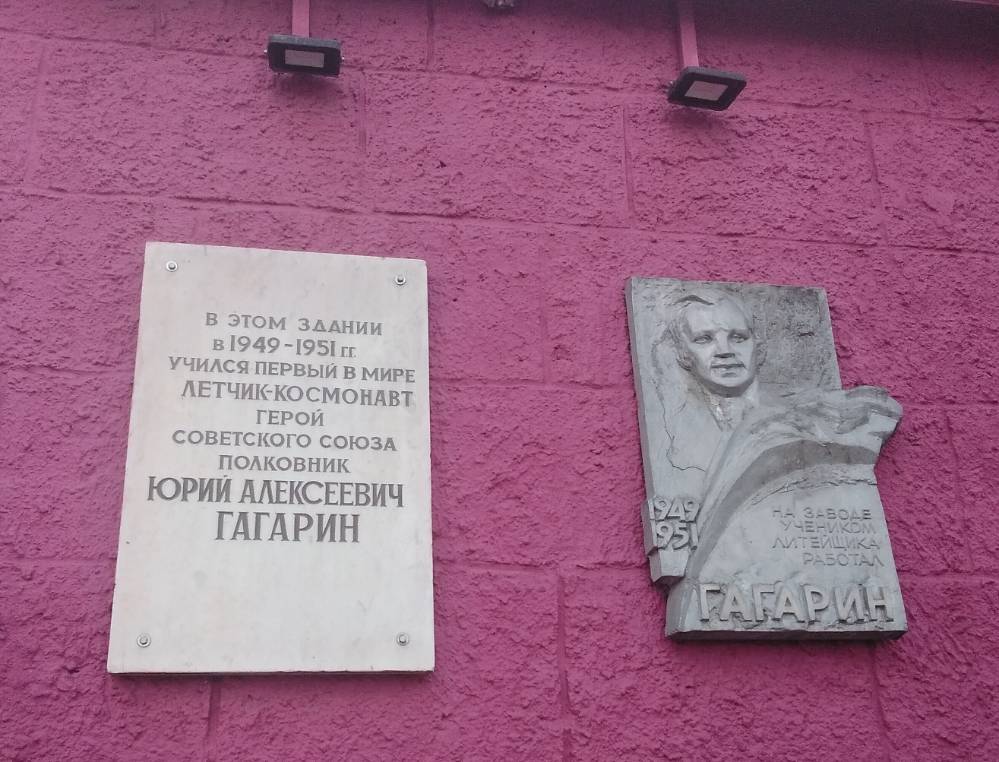 В ЭТОМ ЗДАНИИ
в 1949-1951 гг.
УЧИЛСЯ ПЕРВЫЙ В МИРЕ
ЛЕТЧИК-КОСМОНАВТ
ГЕРОЙ
СОВЕТСКОГО СОЮЗА
ПОЛКОВНИК
ЮРИЙ АЛЕКСЕЕВИЧ
ГАГАРИН
1949
1951
НА ЗАВОДЕ
УЧЕНИКОМ
ЛИТЕЙЩИКА
РАБОТАЛ
ГАГАРИН